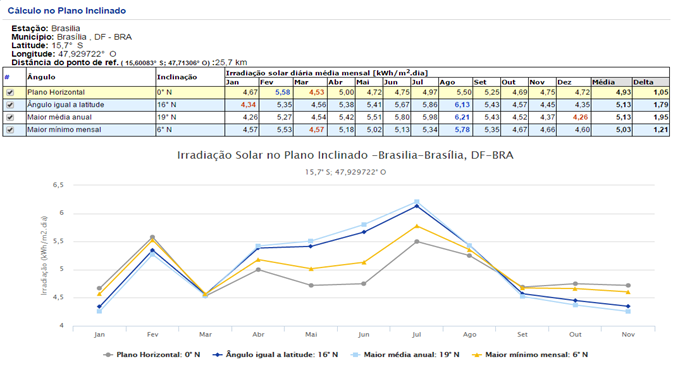 Cálculo no Plano Inclinado
Estação: Brasilia
Município: Brasília , DF - BRA
Latitude: 15,7° S
Longitude: 47,929722° O
Distância do ponto de ref. ( 15,60083° S; 47,71306° O) :25,7 km
# Ângulo Inclinação Irradiação solar diária média mensal [kWh/m².dia]
Jan Fev Mar Abr Mai Jun Jul Ago Set Out Nov Dez Média Delta
Plano Horizontal 0° N 4,67 5,58 4,53 5,00 4,72 4,75 4,97 5,50 5,25 4,69 4,75 4,72 4,93 1,05
Ângulo igual a latitude 16° N 4,34 5,35 4,56 5,38 5,41 5,67 5,86 6,13 5,43 4,57 4,45 4,35 5,13 1,79
Maior média anual 19° N 4,26 5,27 4,54 5,42 5,51 5,80 5,98 6,21 5,43 4,52 4,37 4,26 5,13 1,95
Maior mínimo mensal 6° N 4,57 5,53 4,57 5,18 5,02 5,13 5,34 5,78 5,35 4,67 4,66 4,60 5,03 1,21
Irradiação Solar no Plano Inclinado –Brasilia–Brasília, DF–BRA
15,7° S; 47,929722° O
Irradiação (kWh/m2.dia)
6,5
6
5,5
5
4,5
4
Jan Fev Mar Abr Mai Jun Jul Ago Set Out Nov
Plano Horizontal: 0° N Ângulo igual a latitude: 16° N Maior média anual: 19° N Maior mínimo mensal: 6° N